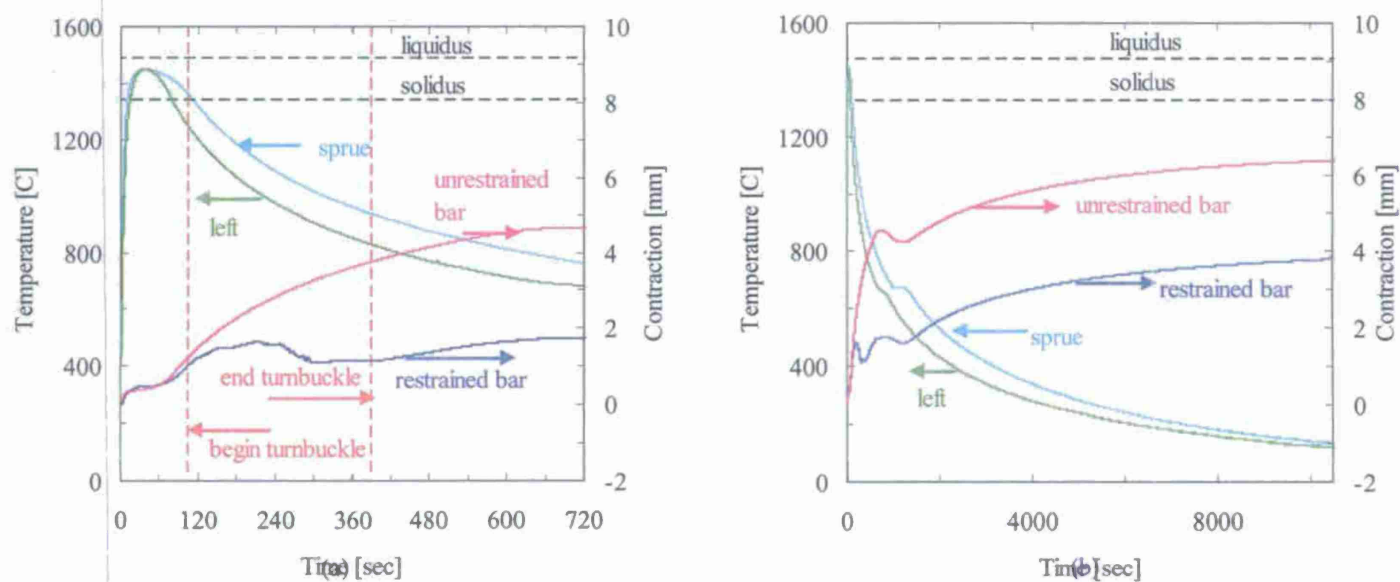 1600
1200
800
400
0
Temperature [C]
liquidus
solidus
sprue
unrestrained
bar
left
end turnbuckle
restrained bar
begin turnbuckle
10
8
6
4
2
0
-2
Contraction [mm]
0 120 240 360 480 600 720
Time [sec]
(a)
1600
1200
800
400
0
Temperature [C]
liquidus
solidus
unrestrained bar
restrained bar
sprue
left
10
8
6
4
2
0
-2
Contraction [mm]
0 4000 8000
Time [sec]
(b)